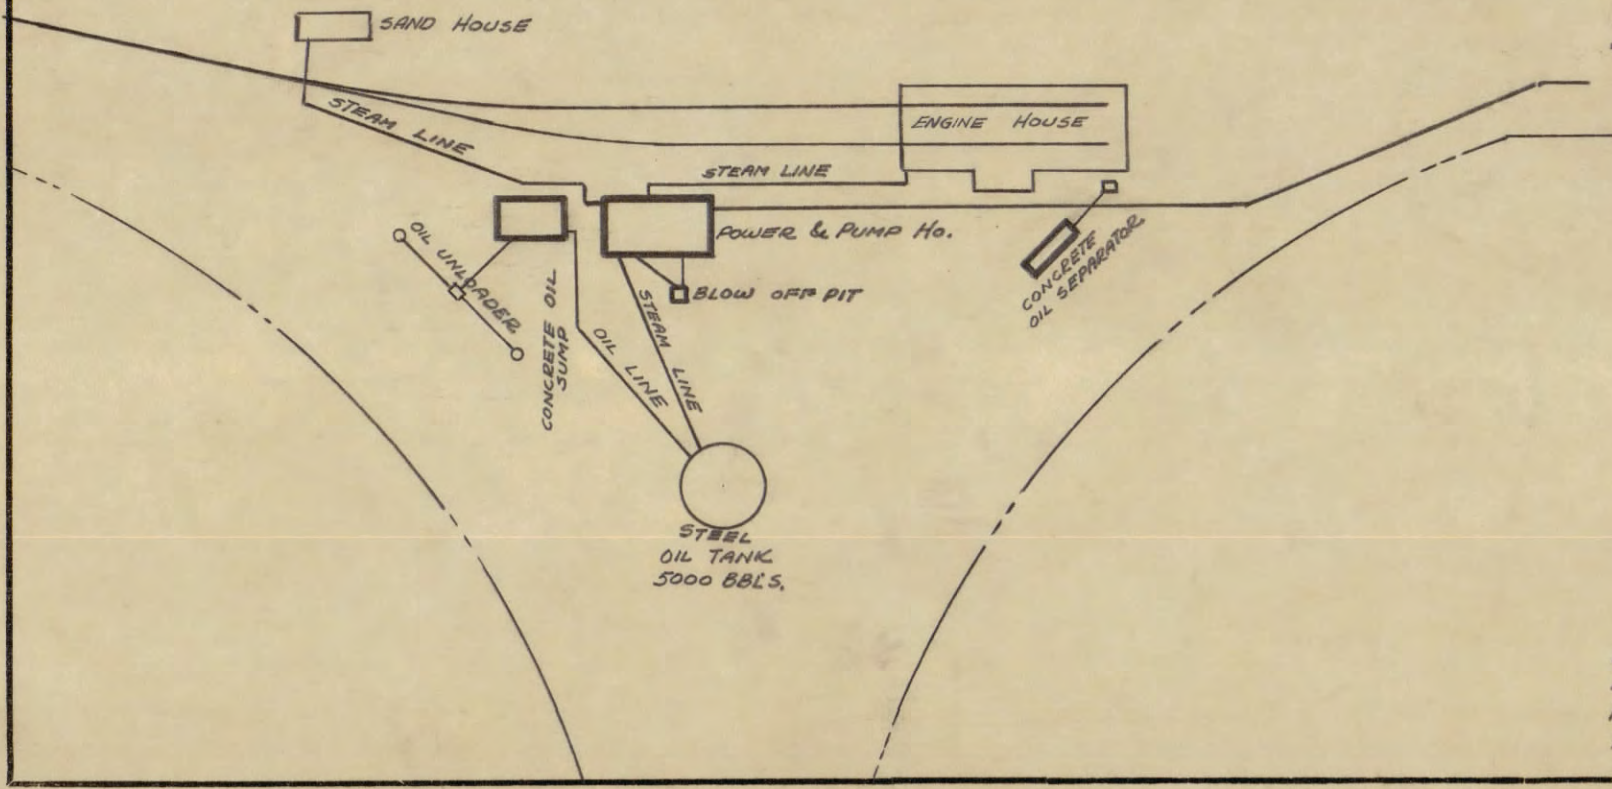 SAND HOUSE
STEAM LINE
ENGINE HOUSE
STEAM LINE
POWER & PUMP HO.
OIL UNLOADER
CONCRETE OIL
SUMP
OIL LINE
STEAM LINE
BLOW OFF PIT
CONCRETE
OIL SEPARATOR
STEEL
OIL TANK
5000 BBL'S.